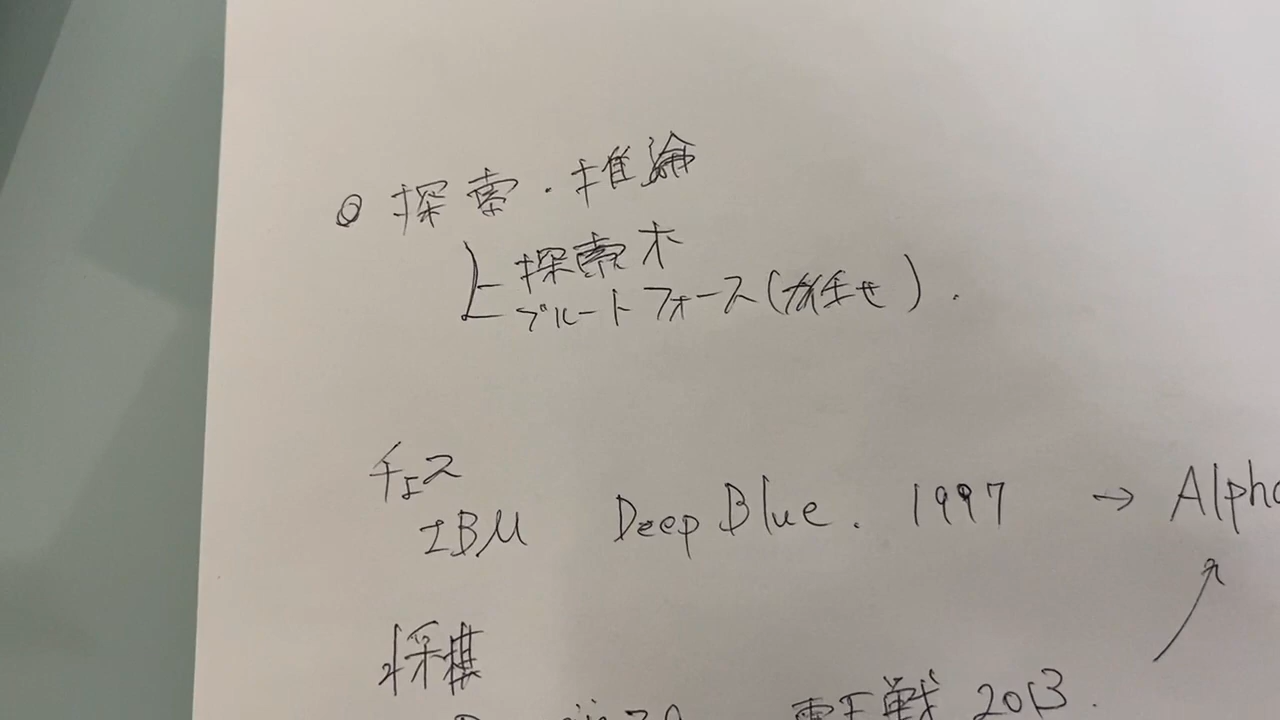 ◎ 探索・推論
探索木
ブルートフォース(力任せ).
チェス
IBM Deep Blue. 1997 → Alpha
将棋
電王戦 2013.